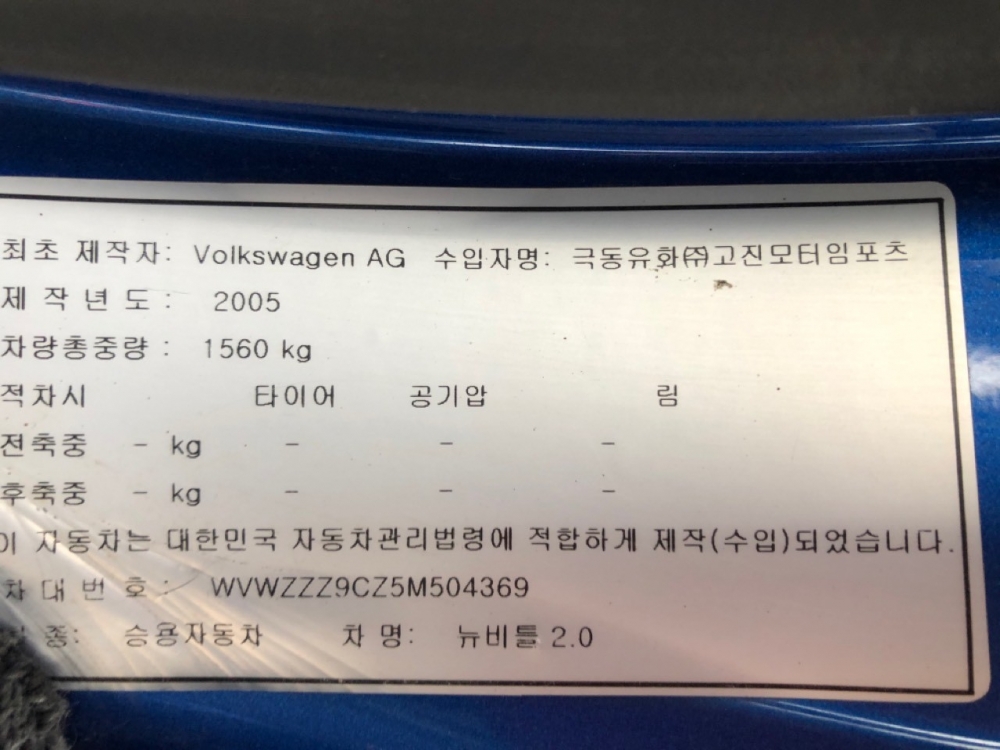 최초 제작자: Volkswagen AG 수입자명: 극동유화㈜고진모터임포츠
제 작 년 도 : 2005
차량총중량 : 1560 kg
적차시 타이어 공기압 림
전축중 - kg - - -
후축중 - kg - - -
이 자동차는 대한민국 자동차관리법령에 적합하게 제작(수입)되었습니다.
차 대 번 호 : WVWZZZ9CZ5M504369
종: 승용자동차 차 명: 뉴비틀 2.0